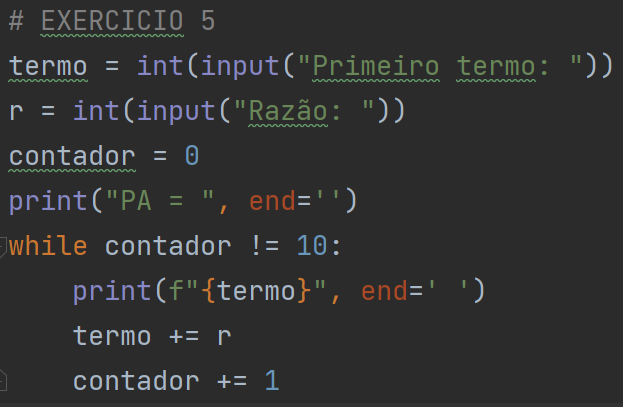 # EXERCICIO 5
termo = int(input("Primeiro termo: "))
r = int(input("Razão: "))
contador = 0
print("PA = ", end='')
while contador != 10:
    print(f"{termo}", end=' ')
    termo += r
    contador += 1